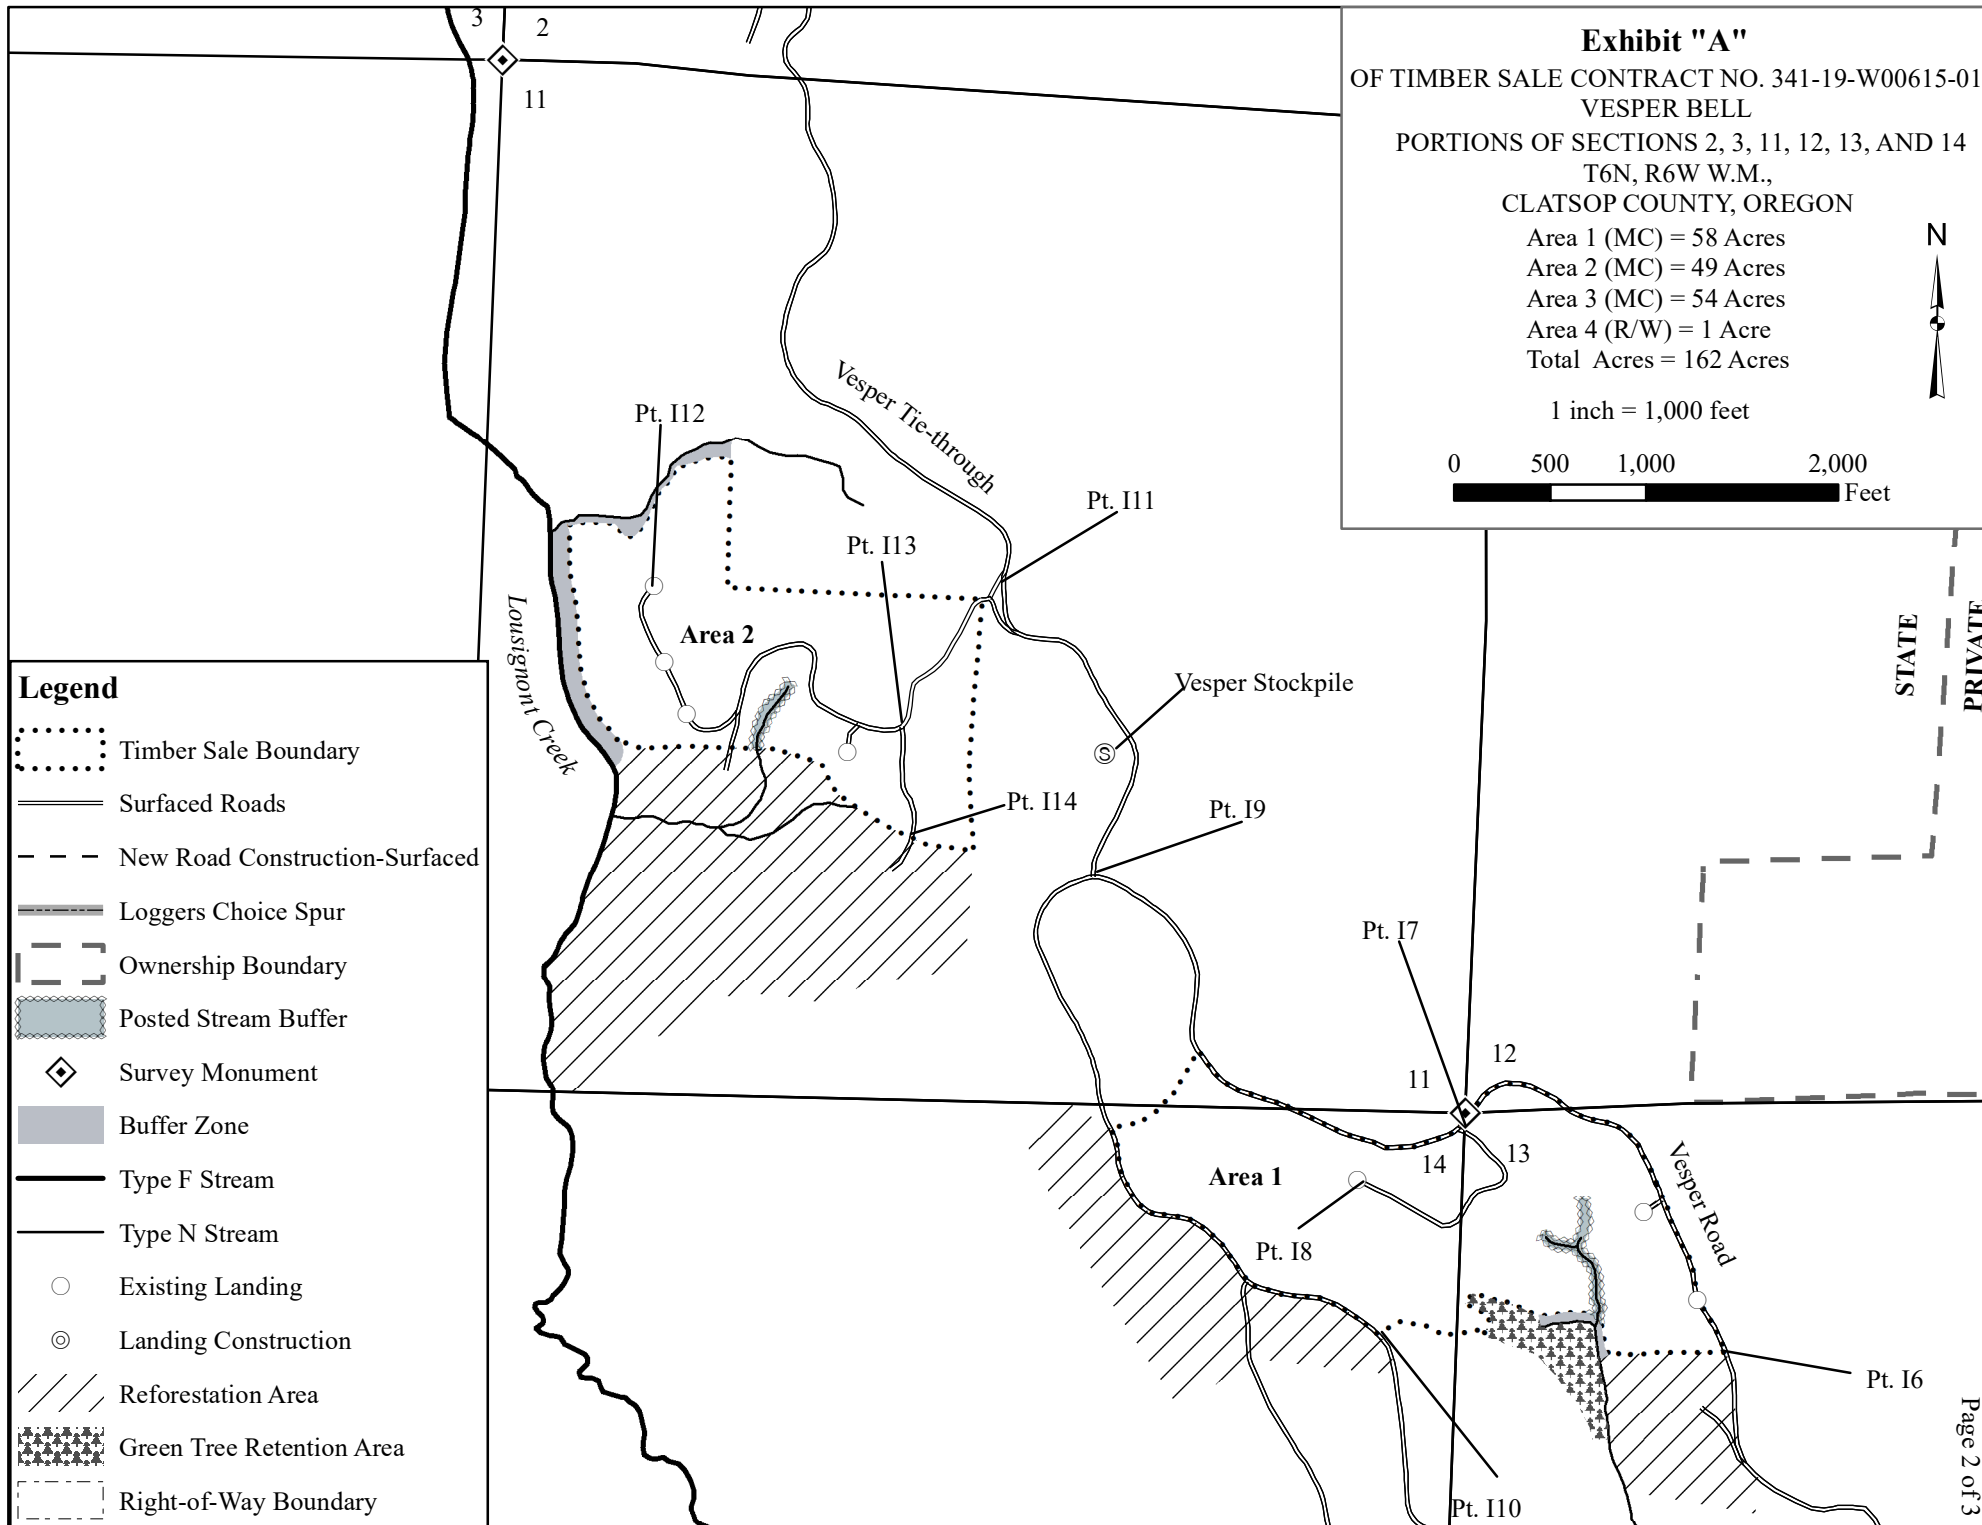 Exhibit "A"
OF TIMBER SALE CONTRACT NO. 341-19-W00615-01
VESPER BELL
PORTIONS OF SECTIONS 2, 3, 11, 12, 13, AND 14
T6N, R6W W.M.,
CLATSOP COUNTY, OREGON
Area 1 (MC) = 58 Acres
Area 2 (MC) = 49 Acres
Area 3 (MC) = 54 Acres
Area 4 (R/W) = 1 Acre
Total Acres = 162 Acres
N
1 inch = 1,000 feet
0 500 1,000 2,000
Feet
3 2
11
Vesper Tie-through
Pt. I12
Pt. I11
Pt. I13
Area 2
Lousignont Creek
Vesper Stockpile
S
Pt. I14
Pt. I9
STATE
PRIVATE
Pt. I7
12
11
14
13
Area 1
Pt. I8
Vesper Road
Pt. I6
Pt. I10
Page 2 of 3
Legend
Timber Sale Boundary
Surfaced Roads
New Road Construction-Surfaced
Loggers Choice Spur
Ownership Boundary
Posted Stream Buffer
Survey Monument
Buffer Zone
Type F Stream
Type N Stream
Existing Landing
Landing Construction
Reforestation Area
Green Tree Retention Area
Right-of-Way Boundary